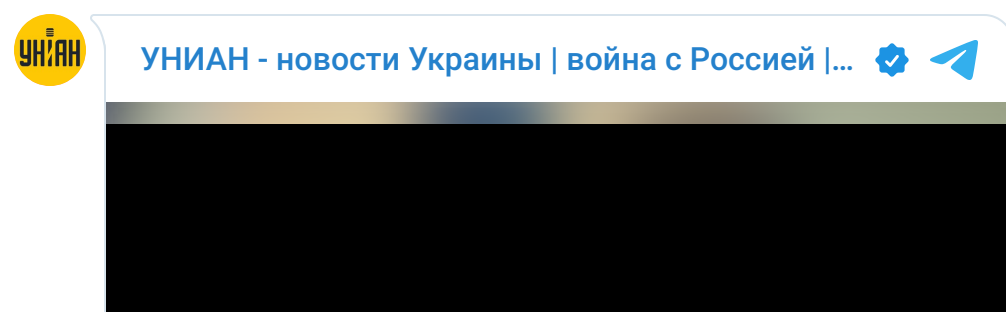 УНІАН
УНИАН - новости Украины | война с Россией |...